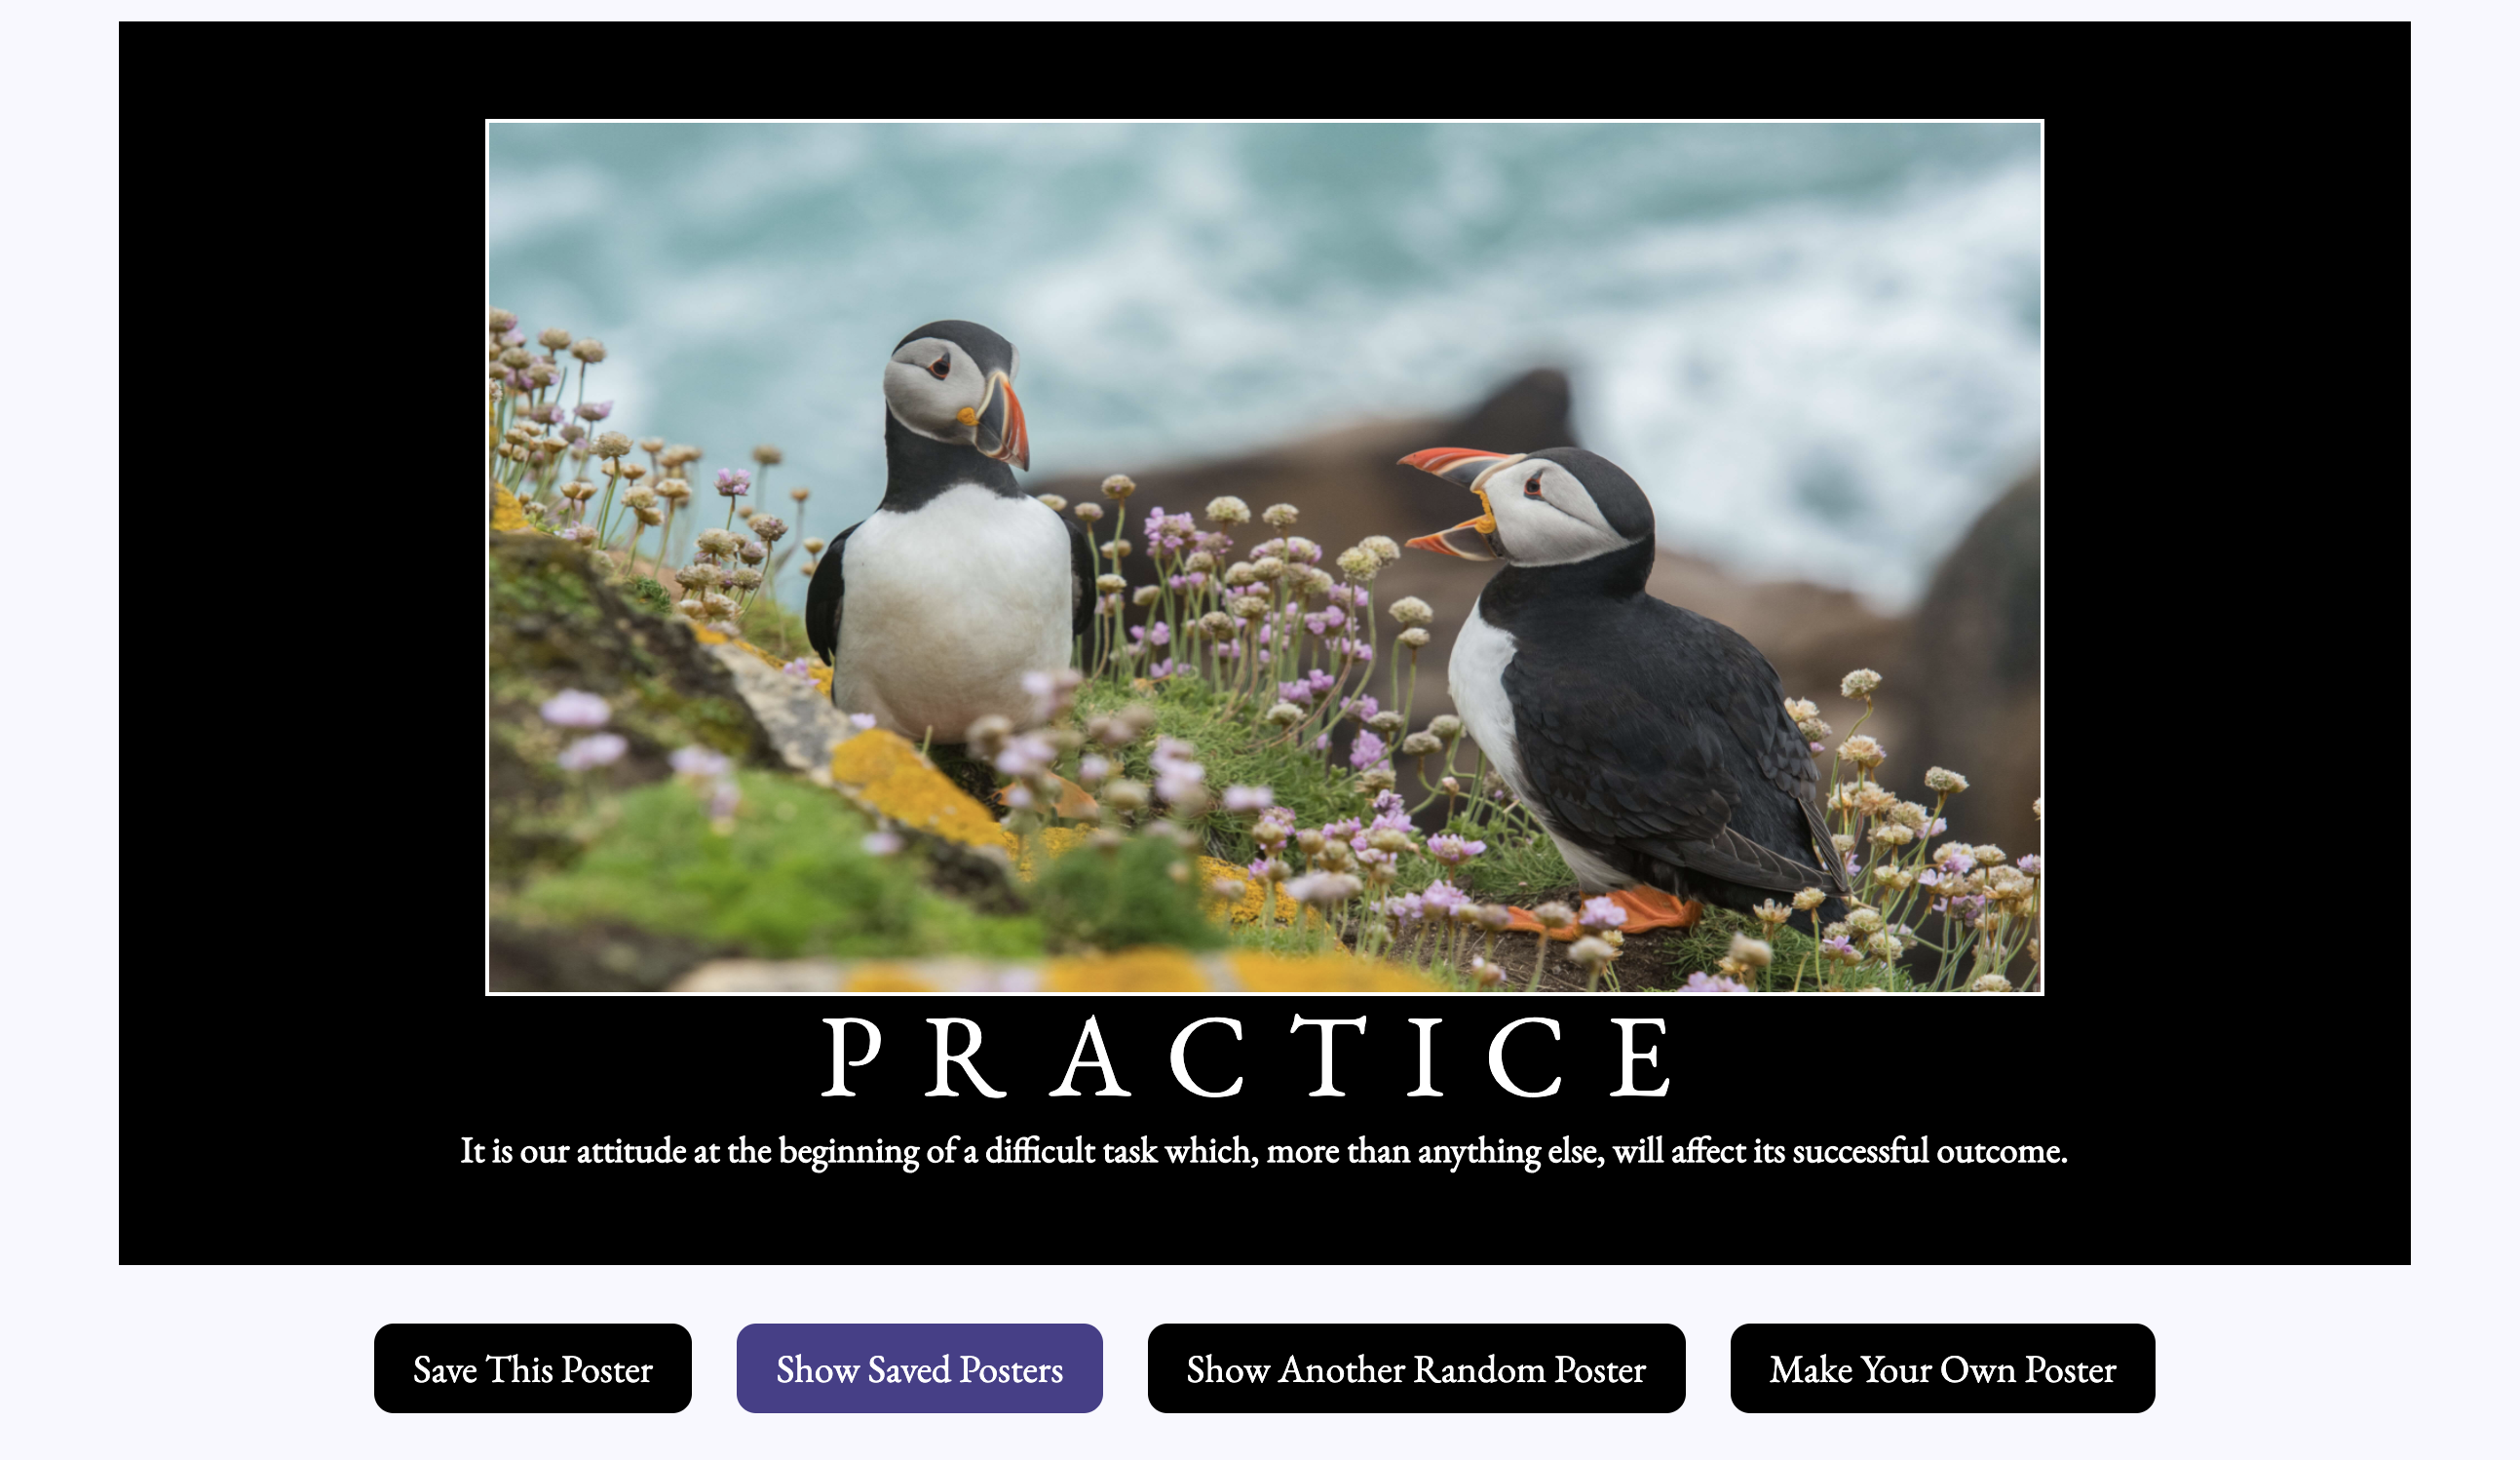 PRACTICE
It is our attitude at the beginning of a difficult task which, more than anything else, will affect its successful outcome.
Save This Poster
Show Saved Posters
Show Another Random Poster
Make Your Own Poster